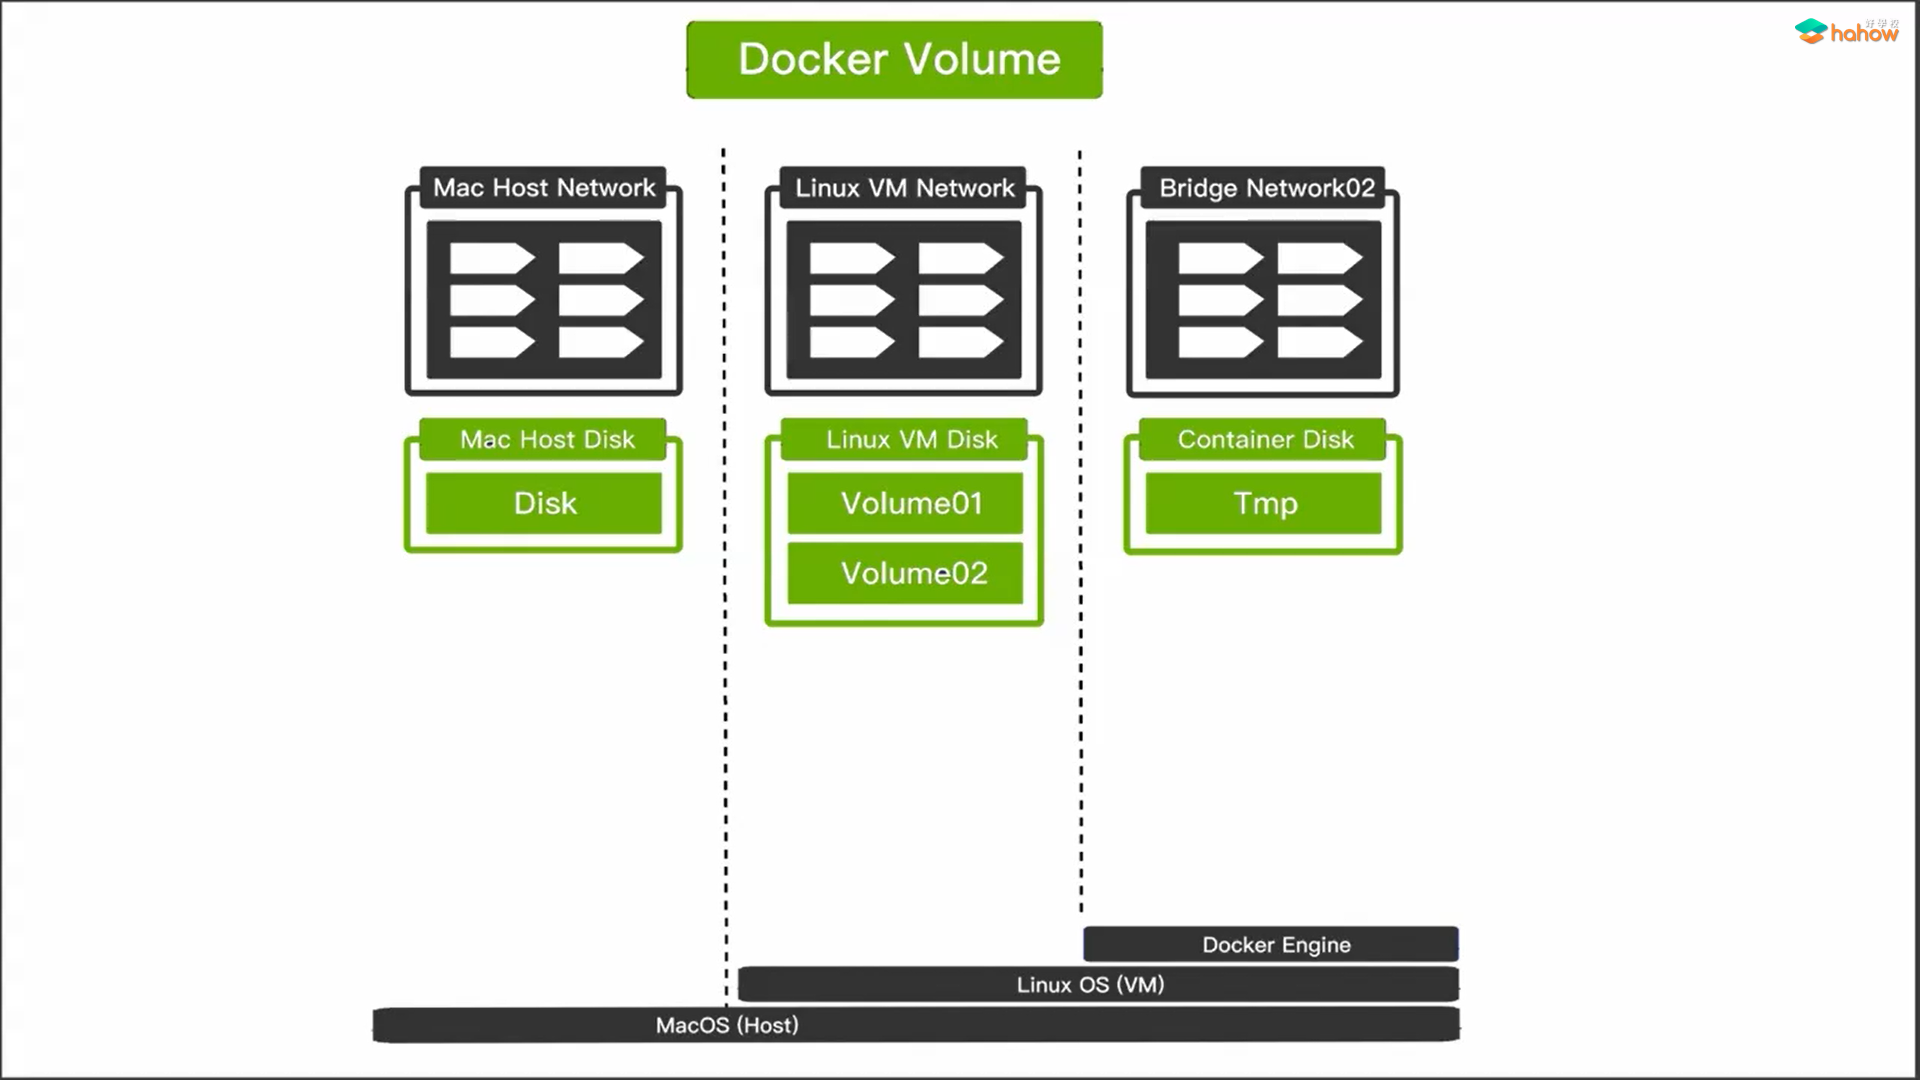 Docker Volume
好學校
hahow
Mac Host Network
Linux VM Network
Bridge Network02
Mac Host Disk
Linux VM Disk
Container Disk
Disk
Volume01
Tmp
Volume02
Docker Engine
Linux OS (VM)
MacOS (Host)